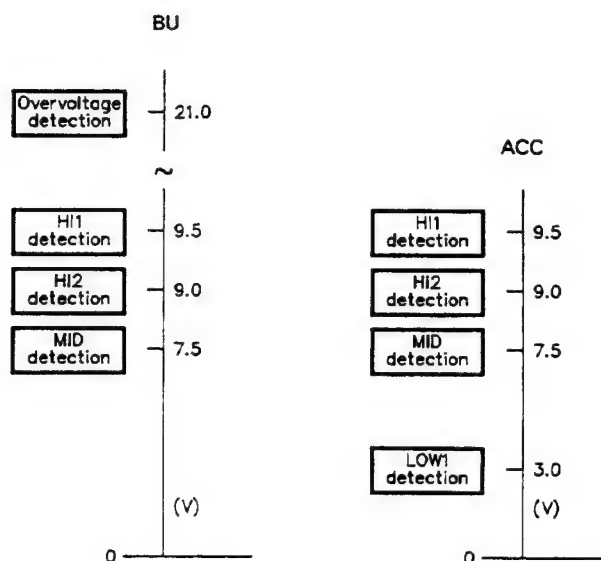 BU
Overvoltage
detection
21.0
~
HI1
detection
9.5
HI2
detection
9.0
MID
detection
7.5
(V)
0
ACC
HI1
detection
9.5
HI2
detection
9.0
MID
detection
7.5
LOW1
detection
3.0
(V)
0